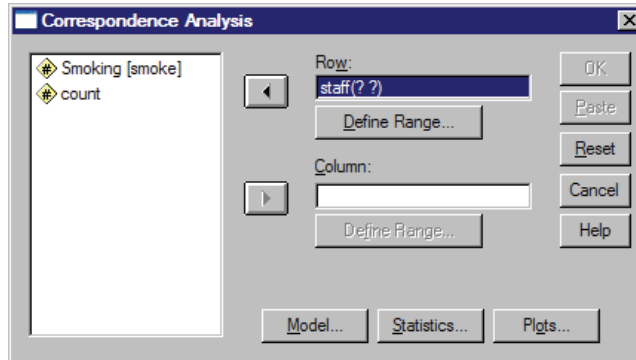 Correspondence Analysis
Smoking [smoke]
count
Row:
staff(? ?)
Define Range...
Column:
Define Range...
OK
Paste
Reset
Cancel
Help
Model...
Statistics...
Plots...